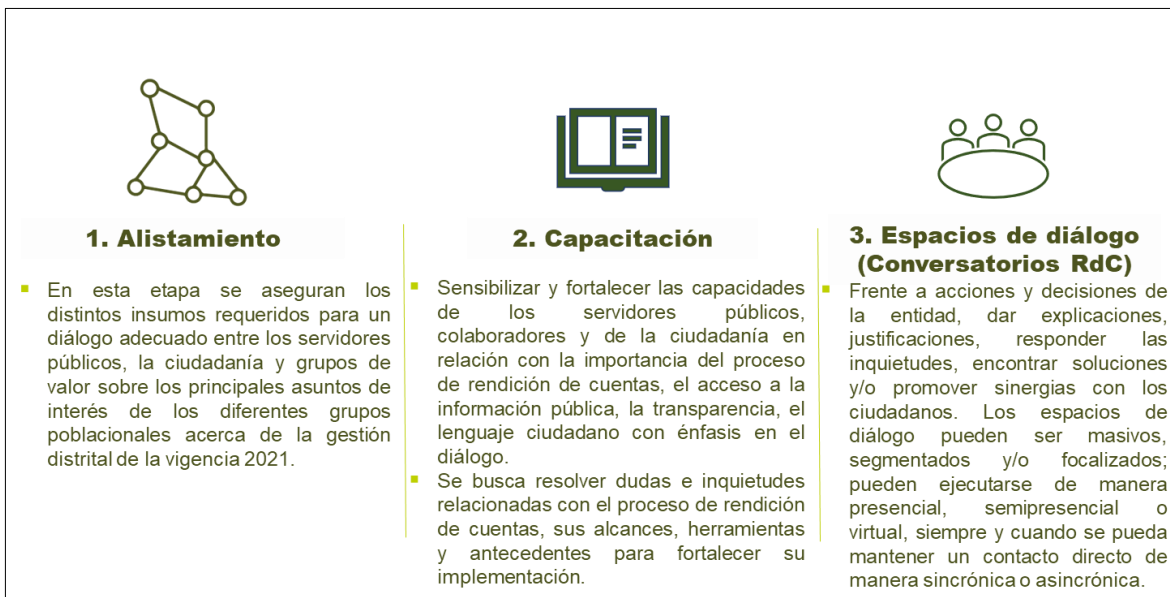 1. Alistamiento
En esta etapa se aseguran los
distintos insumos requeridos para un
diálogo adecuado entre los servidores
públicos, la ciudadanía y grupos de
valor sobre los principales asuntos de
interés de los diferentes grupos
poblacionales acerca de la gestión
distrital de la vigencia 2021.
2. Capacitación
Sensibilizar y fortalecer las capacidades
de los servidores públicos,
colaboradores y de la ciudadanía en
relación con la importancia del proceso
de rendición de cuentas, el acceso a la
información pública, la transparencia, el
lenguaje ciudadano con énfasis en el
diálogo.
Se busca resolver dudas e inquietudes
relacionadas con el proceso de rendición
de cuentas, sus alcances, herramientas
y antecedentes para fortalecer su
implementación.
3. Espacios de diálogo
(Conversatorios RdC)
Frente a acciones y decisiones de
la entidad, dar explicaciones,
justificaciones, responder las
inquietudes, encontrar soluciones
y/o promover sinergias con los
ciudadanos. Los espacios de
diálogo pueden ser masivos,
segmentados y/o focalizados;
pueden ejecutarse de manera
presencial, semipresencial o
virtual, siempre y cuando se pueda
mantener un contacto directo de
manera sincrónica o asincrónica.